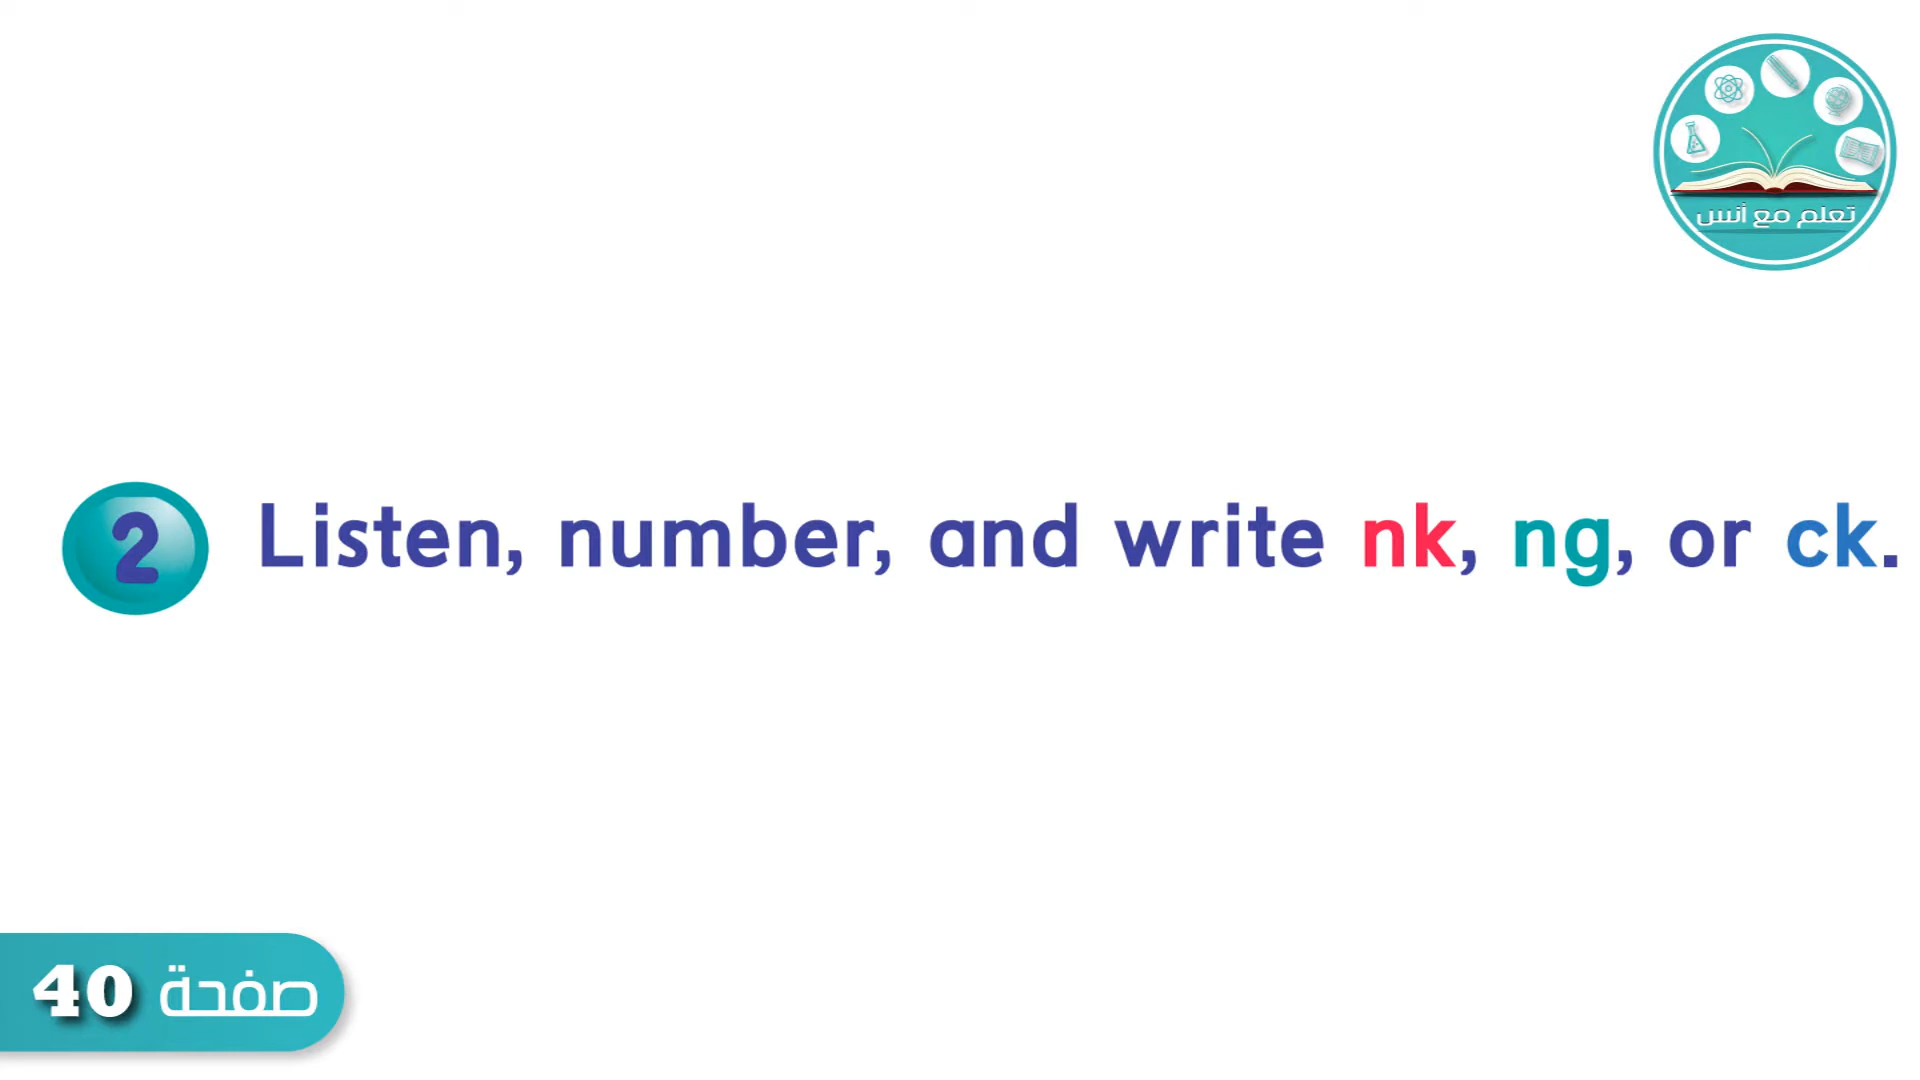 تعلم مع أنس
2 Listen, number, and write nk, ng, or ck.
صفحة 40